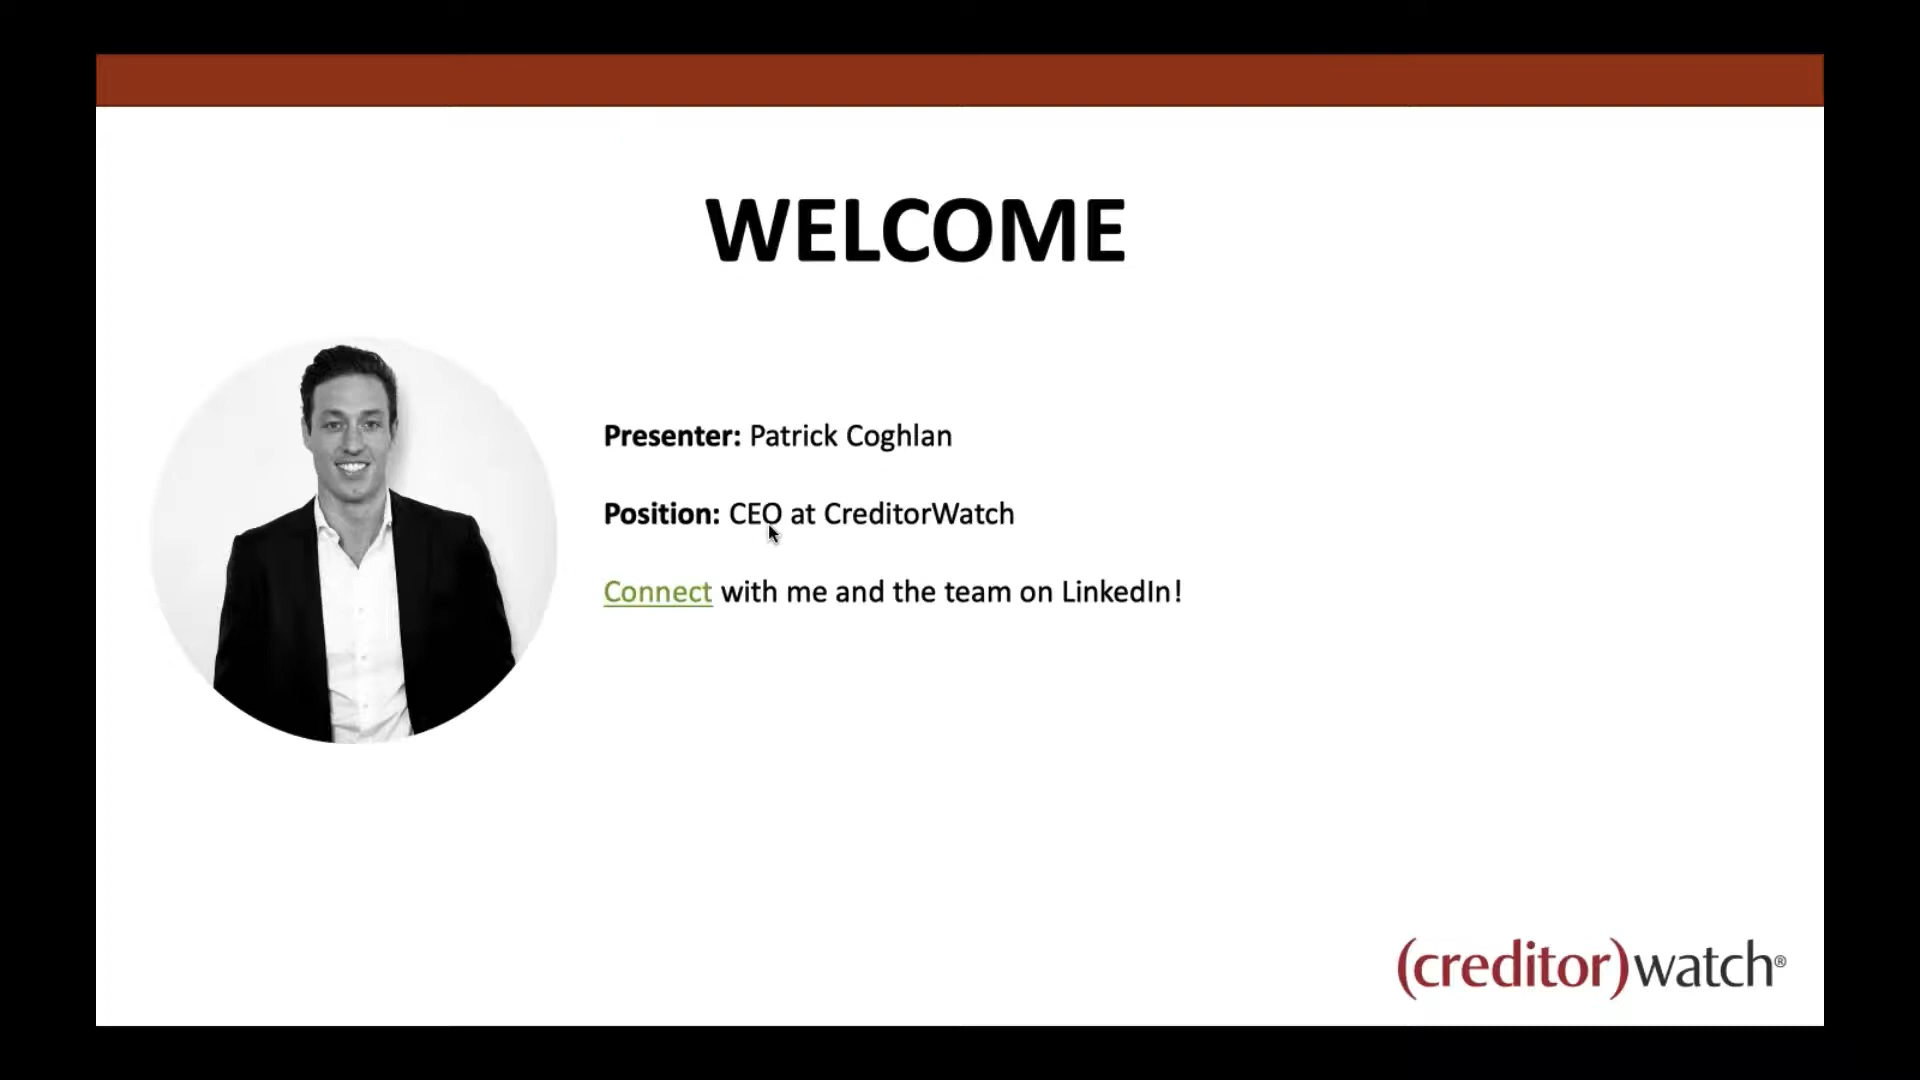 WELCOME
Presenter: Patrick Coghlan
Position: CEO at CreditorWatch
Connect with me and the team on LinkedIn!
(creditor)watch®